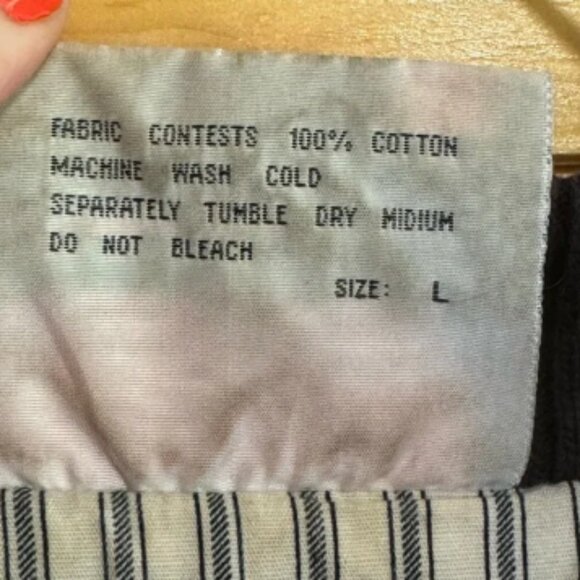 FABRIC CONTESTS 100% COTTON
MACHINE WASH COLD
SEPARATELY TUMBLE DRY MIDIUM
DO NOT BLEACH
SIZE: L